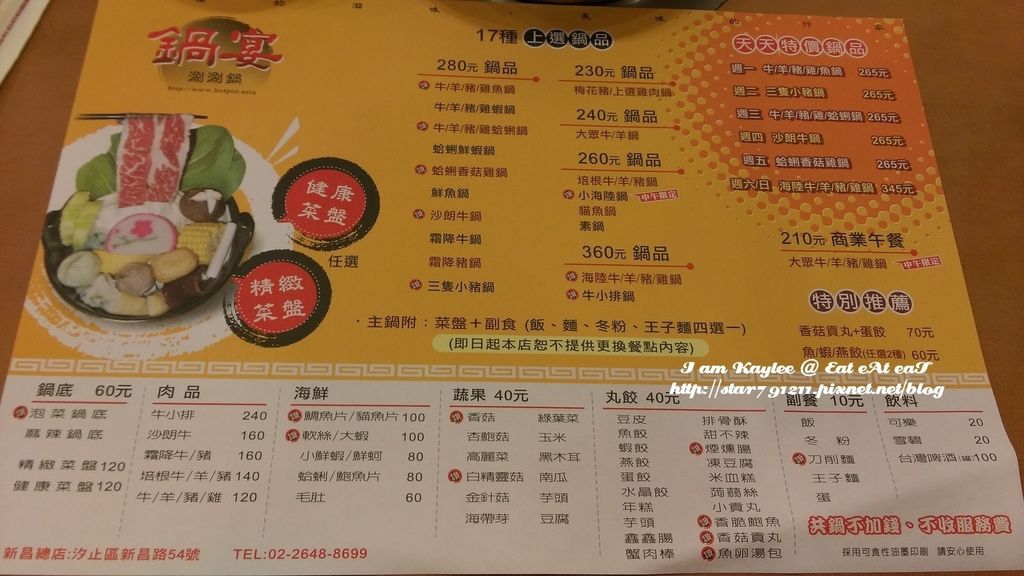 鍋宴
涮涮鍋
http://www.hotpot.asia
健康菜盤
任選
精緻菜盤
17種 上選鍋品
280元 鍋品
牛/羊/豬/雞魚鍋
牛/羊/豬/雞蝦鍋
牛/羊/豬/雞蛤蜊鍋
蛤蜊鮮蝦鍋
蛤蜊香菇雞鍋
鮮魚鍋
沙朗牛鍋
霜降牛鍋
霜降豬鍋
三隻小豬鍋
230元 鍋品
梅花豬/上選雞肉鍋
240元 鍋品
大眾牛/羊鍋
260元 鍋品
培根牛/羊/豬鍋
小海陸鍋 中午限定
貓魚鍋
素鍋
360元 鍋品
海陸牛/羊/豬/雞鍋
牛小排鍋
·主鍋附：菜盤＋副食 (飯、麵、冬粉、王子麵四選一)
(即日起本店恕不提供更換餐點內容)
天天特價鍋品
週一 牛/羊/豬/雞/魚鍋 265元
週二 三隻小豬鍋 265元
週三 牛/羊/豬/雞蛤蜊鍋 265元
週四 沙朗牛鍋 265元
週五 蛤蜊香菇雞鍋 265元
週六/日 海陸牛/羊/豬/雞鍋 345元
210元 商業午餐
大眾牛/羊/豬/雞鍋 中午限定
特別推薦
香菇貢丸+蛋餃 70元
魚/蝦/燕餃(任選2種) 60元
I am Kaylee @ Eat eAt eaT
http://star791211.pixnet.net/blog
鍋底 60元
泡菜鍋底
麻辣鍋底
精緻菜盤120
健康菜盤120
肉品
牛小排 240
沙朗牛 160
霜降牛/豬 160
培根牛/羊/豬 140
牛/羊/豬/雞 120
海鮮
鯛魚片/貓魚片 100
軟絲/大蝦 100
小鮮蝦/鮮蚵 80
蛤蜊/鮑魚片 80
毛肚 60
蔬果 40元
香菇 綠葉菜
杏鮑菇 玉米
高麗菜 黑木耳
白精靈菇 南瓜
金針菇 芋頭
海帶芽 豆腐
丸餃 40元
豆皮 排骨酥
魚餃 甜不辣
蝦餃 煙燻腸
燕餃 凍豆腐
蛋餃 米血糕
水晶餃 蒟蒻絲
年糕 小貢丸
芋頭 香脆鮑魚
鑫鑫腸 香菇貢丸
蟹肉棒 魚卵湯包
副餐 10元
飯
冬粉
刀削麵
王子麵
蛋
飲料
可樂 20
雪碧 20
台灣啤酒(罐)100
共鍋不加錢、不收服務費
採用可食性油墨印刷 請安心使用
新昌總店:汐止區新昌路54號 TEL:02-2648-8699